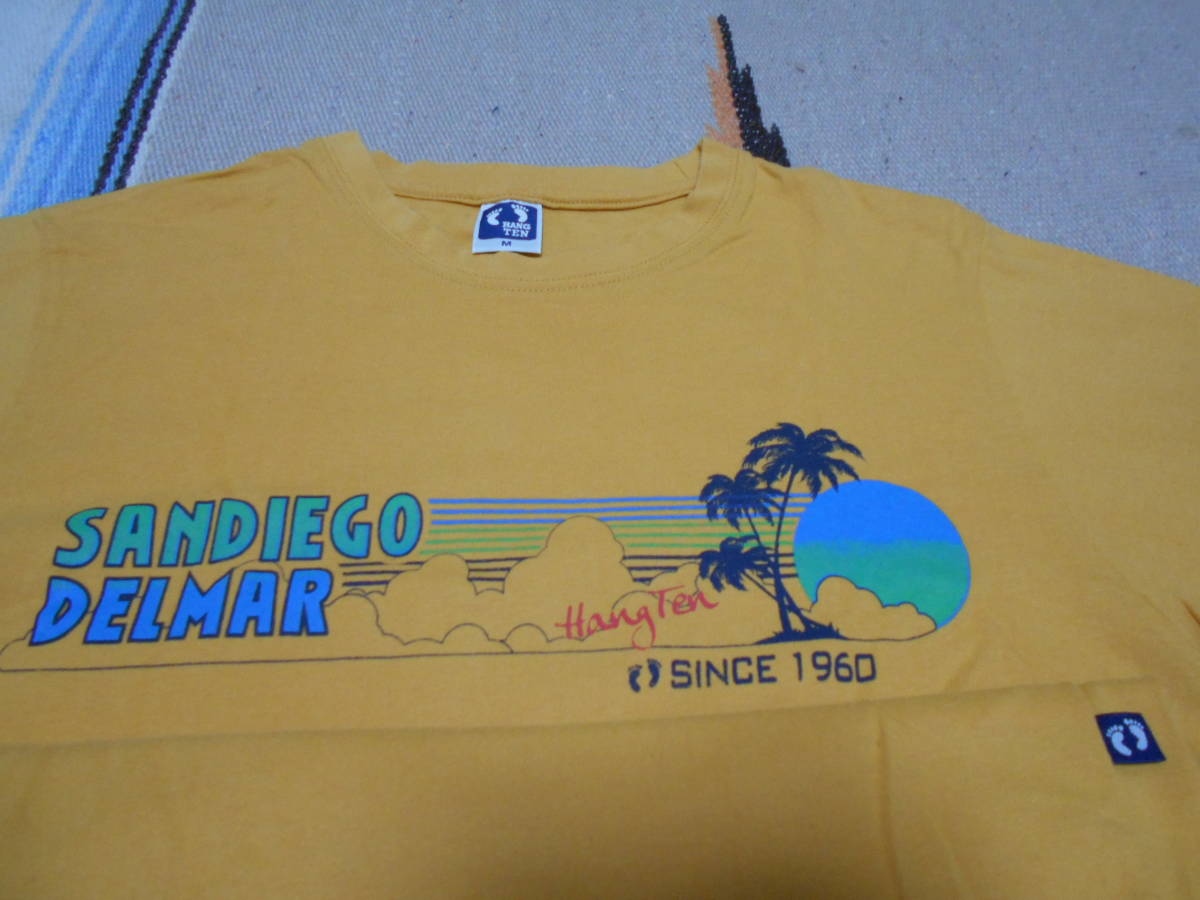 HANG
TEN
M
SANDIEGO
DELMAR
HangTen
SINCE 1960